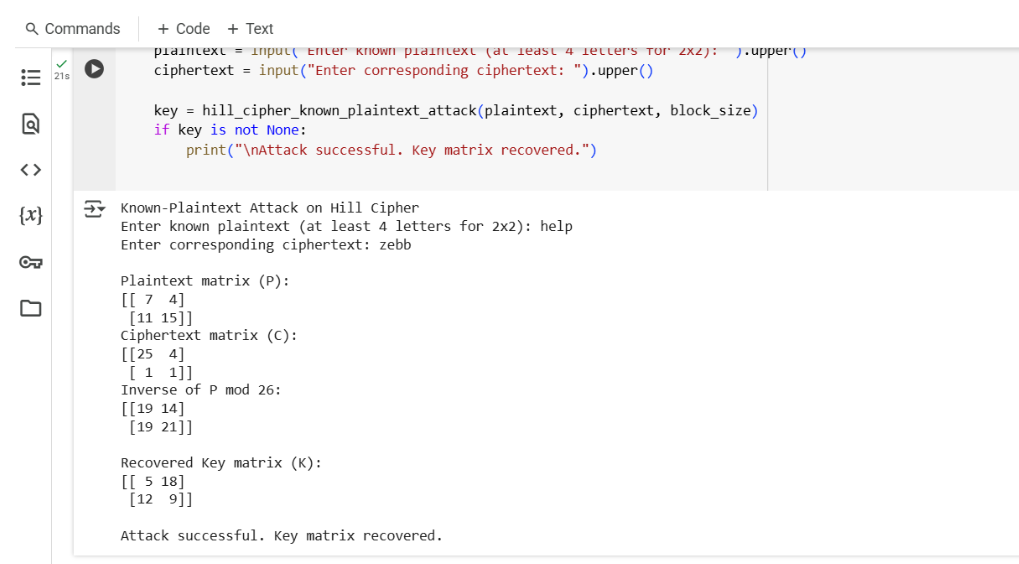 Commands + Code + Text
plaintext = input("Enter known plaintext (at least 4 letters for 2x2): ").upper()
21s
ciphertext = input("Enter corresponding ciphertext: ").upper()
key = hill_cipher_known_plaintext_attack(plaintext, ciphertext, block_size)
if key is not None:
print("\nAttack successful. Key matrix recovered.")
{x}
Known-Plaintext Attack on Hill Cipher
Enter known plaintext (at least 4 letters for 2x2): help
Enter corresponding ciphertext: zebb
Plaintext matrix (P):
[[ 7  4]
[11 15]]
Ciphertext matrix (C):
[[25  4]
[ 1  1]]
Inverse of P mod 26:
[[19 14]
[19 21]]
Recovered Key matrix (K):
[[ 5 18]
[12  9]]
Attack successful. Key matrix recovered.